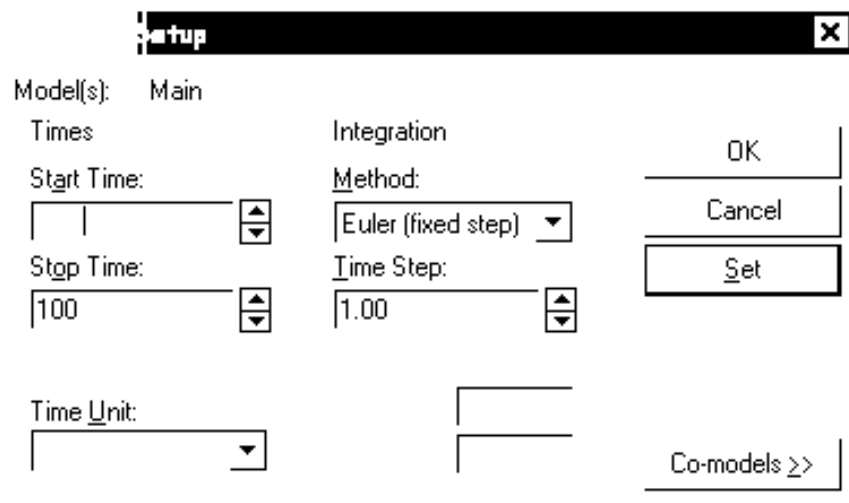 Setup
Model(s): Main
Times
Integration
Start Time:
Method:
Euler (fixed step)
Stop Time:
Time Step:
100
1.00
Time Unit:
OK
Cancel
Set
Co-models >>